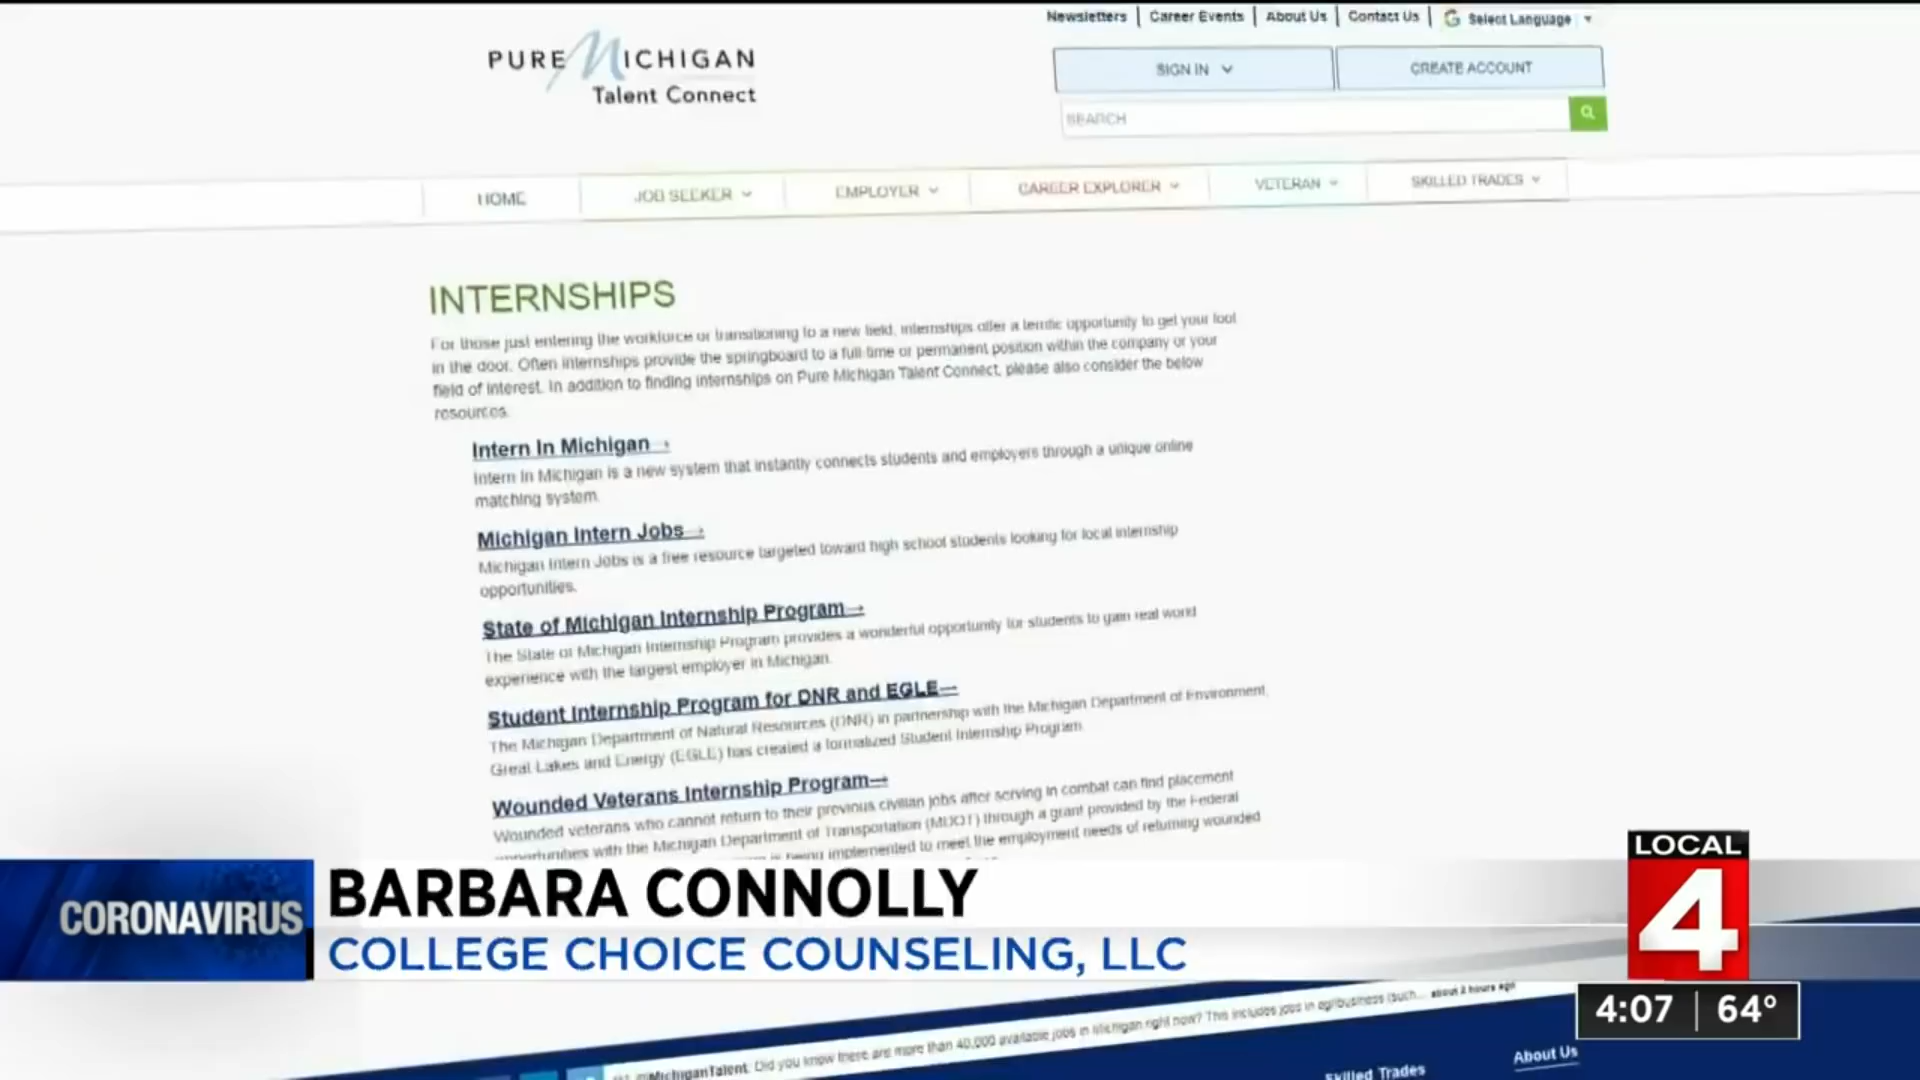 Newsletters | Career Events | About Us | Contact Us | G Select Language ▼
PURE MICHIGAN
Talent Connect
SIGN IN
CREATE ACCOUNT
SEARCH
HOME
JOB SEEKER
EMPLOYER
CAREER EXPLORER
VETERAN
SKILLED TRADES
INTERNSHIPS
For those just entering the workforce or transitioning to a new field, internships offer a terrific opportunity to get your foot
in the door. Often internships provide the springboard to a full time or permanent position within the company or your
field of interest. In addition to finding internships on Pure Michigan Talent Connect, please also consider the below
resources.
Intern In Michigan→
Intern In Michigan is a new system that instantly connects students and employers through a unique online
matching system.
Michigan Intern Jobs→
Michigan Intern Jobs is a free resource targeted toward high school students looking for local internship
opportunities.
State of Michigan Internship Program→
The State of Michigan Internship Program provides a wonderful opportunity for students to gain real world
experience with the largest employer in Michigan.
Student Internship Program for DNR and EGLE→
The Michigan Department of Natural Resources (DNR) in partnership with the Michigan Department of Environment,
Great Lakes and Energy (EGLE) has created a formalized Student Internship Program.
Wounded Veterans Internship Program→
Wounded veterans who cannot return to their previous civilian jobs after serving in combat can find placement
opportunities with the Michigan Department of Transportation (MDOT) through a grant provided by the Federal
is being implemented to meet the employment needs of returning wounded
CORONAVIRUS
BARBARA CONNOLLY
COLLEGE CHOICE COUNSELING, LLC
LOCAL
4
4:07 | 64°
MichiganTalent: Did you know there are more than 40,000 available jobs in Michigan right now? This includes jobs in agribusiness (such... about 2 hours ago
Skilled Trades
About Us